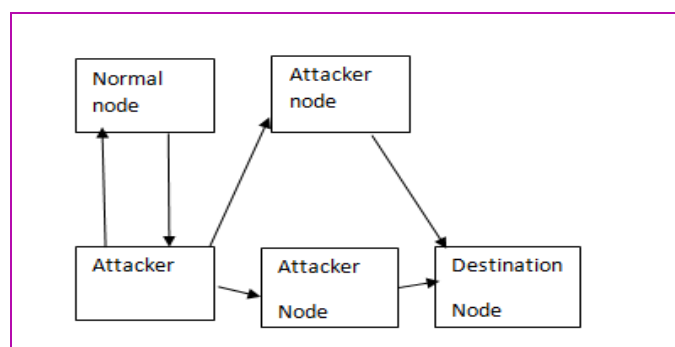 Normal
node
Attacker
node
Attacker
Attacker
Node
Destination
Node